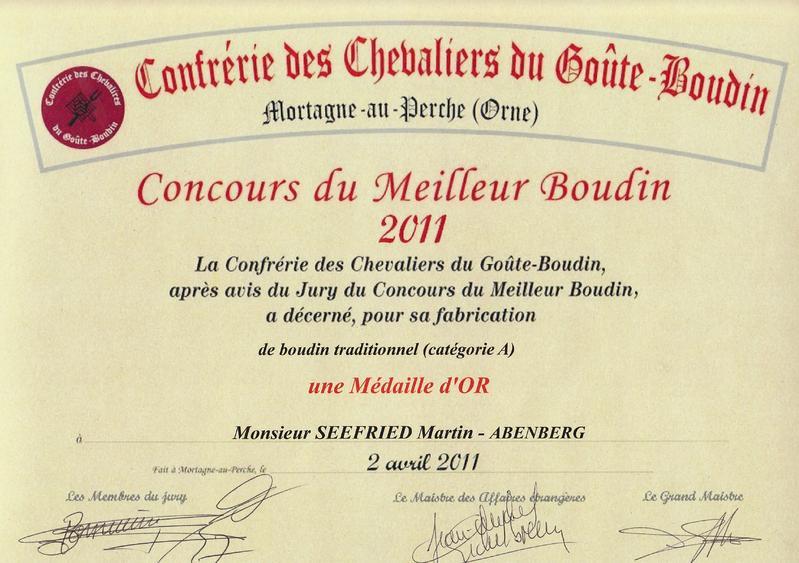 Confrérie des Chevaliers du Goûte-Boudin
Confrérie des Chevaliers
du Goûte-Boudin
Mortagne-au-Perche (Orne)
Concours du Meilleur Boudin
2011
La Confrérie des Chevaliers du Goûte-Boudin,
après avis du Jury du Concours du Meilleur Boudin,
a décerné, pour sa fabrication
de boudin traditionnel (catégorie A)
une Médaille d'OR
à Monsieur SEEFRIED Martin - ABENBERG
Fait à Mortagne-au-Perche, le 2 avril 2011
Les Membres du jury Le Maistre des Affaires étrangères Le Grand Maistre